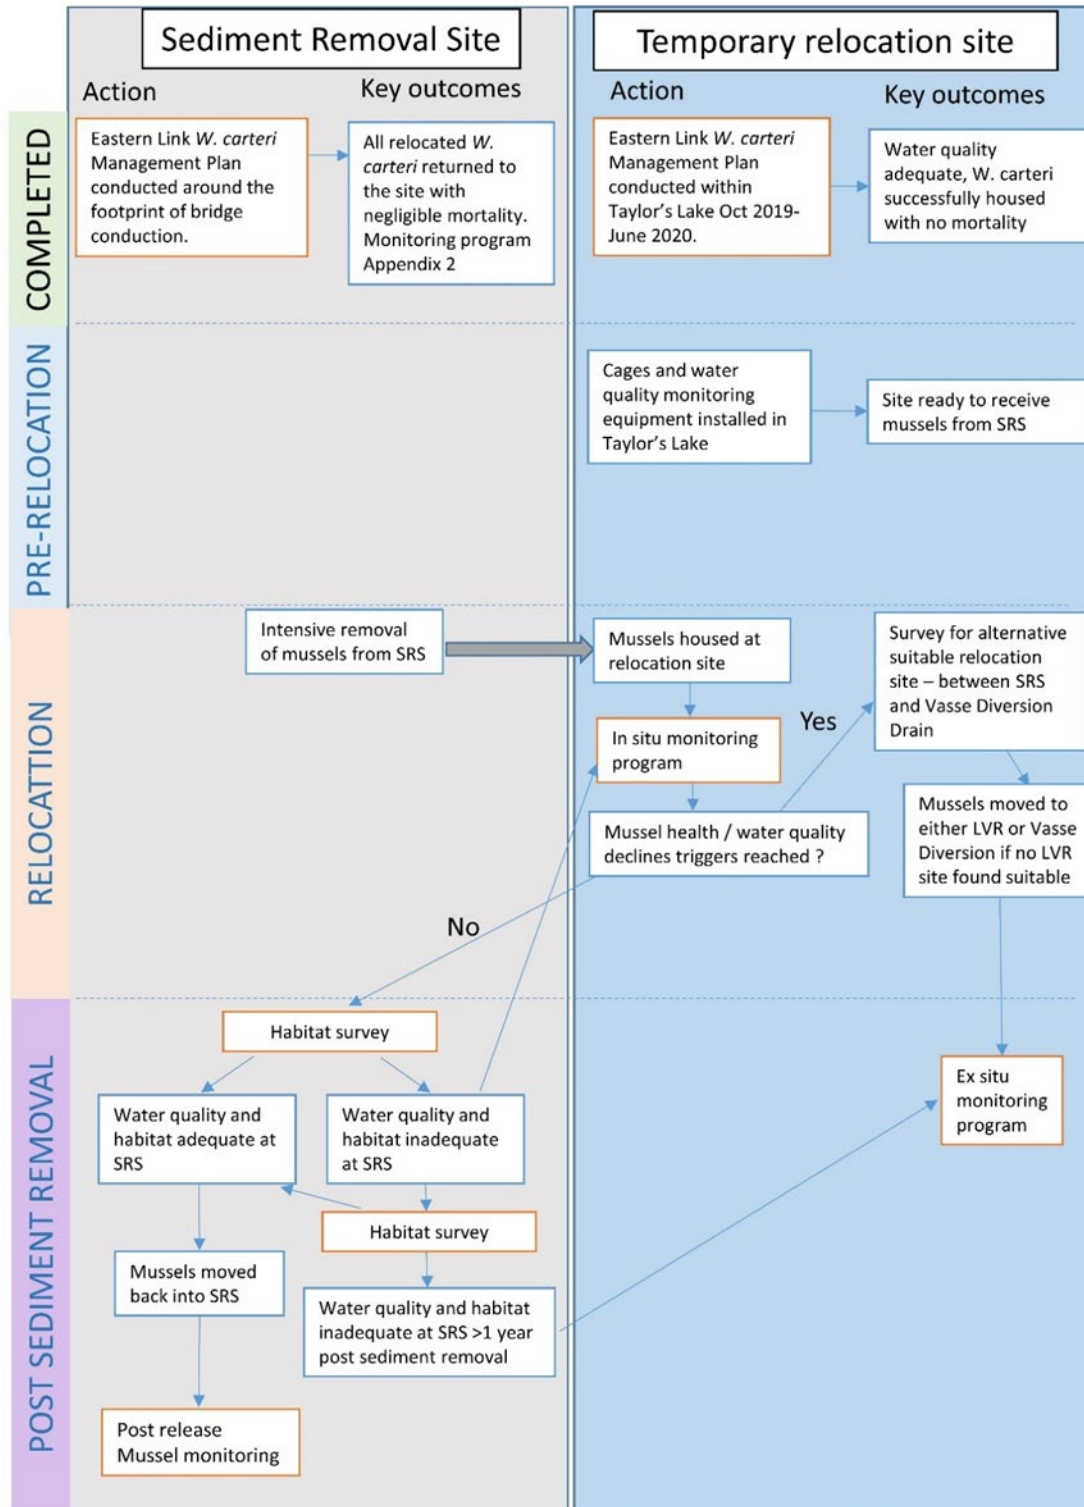 Sediment Removal Site
Temporary relocation site
Action
Key outcomes
Action
Key outcomes
COMPLETED
Eastern Link W. carteri
Management Plan
conducted around the
footprint of bridge
conduction.
All relocated W.
carteri returned to
the site with
negligible mortality.
Monitoring program
Appendix 2
Eastern Link W. carteri
Management Plan
conducted within
Taylor’s Lake Oct 2019-
June 2020.
Water quality
adequate, W. carteri
successfully housed
with no mortality
PRE-RELOCATION
Cages and water
quality monitoring
equipment installed in
Taylor’s Lake
Site ready to receive
mussels from SRS
RELOCATTION
Intensive removal
of mussels from SRS
Mussels housed at
relocation site
Survey for alternative
suitable relocation
site – between SRS
and Vasse Diversion
Drain
In situ monitoring
program
Yes
Mussel health / water quality
declines triggers reached ?
Mussels moved to
either LVR or Vasse
Diversion if no LVR
site found suitable
No
POST SEDIMENT REMOVAL
Habitat survey
Water quality and
habitat adequate at
SRS
Water quality and
habitat inadequate
at SRS
Ex situ
monitoring
program
Habitat survey
Mussels moved
back into SRS
Water quality and habitat
inadequate at SRS >1 year
post sediment removal
Post release
Mussel monitoring